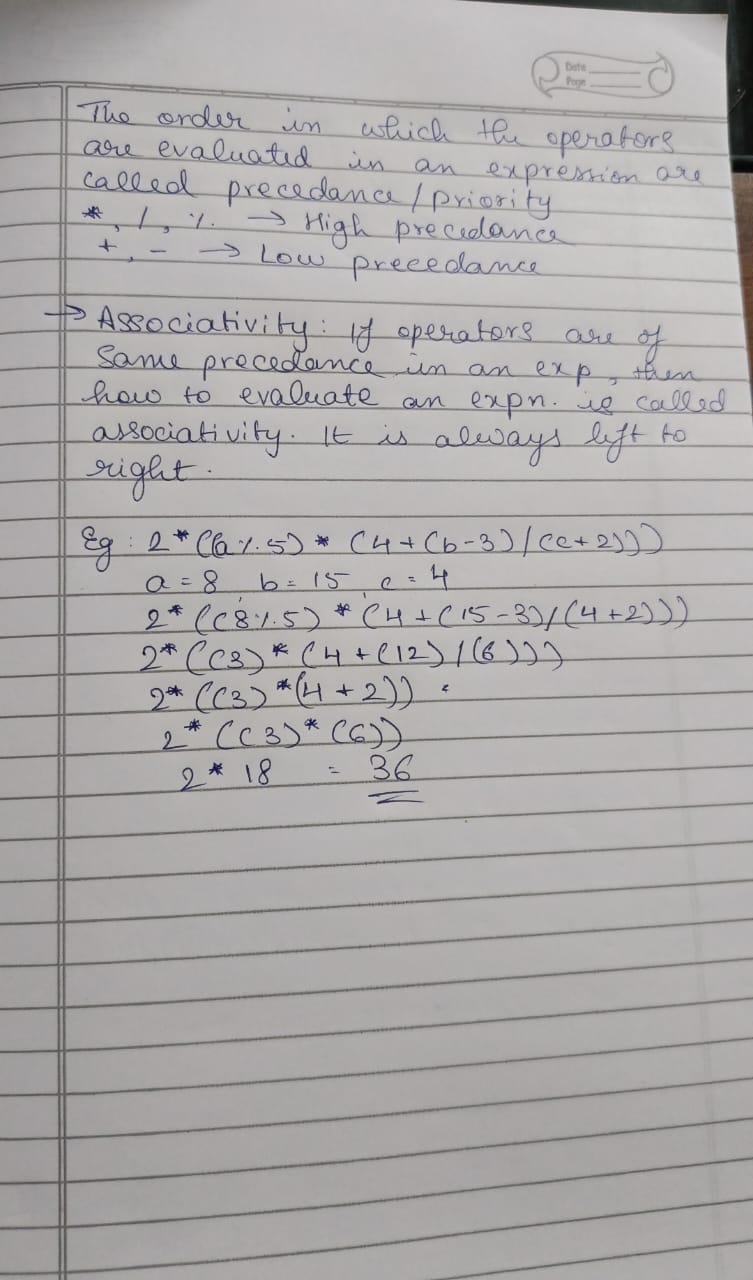 Date
Page
The order in which the operators
are evaluated in an expression are
called precedance / priority
*, /, % → High precedance
+, - → Low precedance
→ Associativity : If operators are of
same precedance in an exp, then
how to evaluate an expn. is called
associativity. It is always left to
right.
Eg : 2 * ((a % 5) * (4 + (b - 3) / (c + 2)))
a = 8 b = 15 c = 4
2 * ((8 % 5) * (4 + (15 - 3) / (4 + 2)))
2 * ((3) * (4 + (12) / (6)))
2 * ((3) * (4 + 2))
2 * ((3) * (6))
2 * 18 = 36